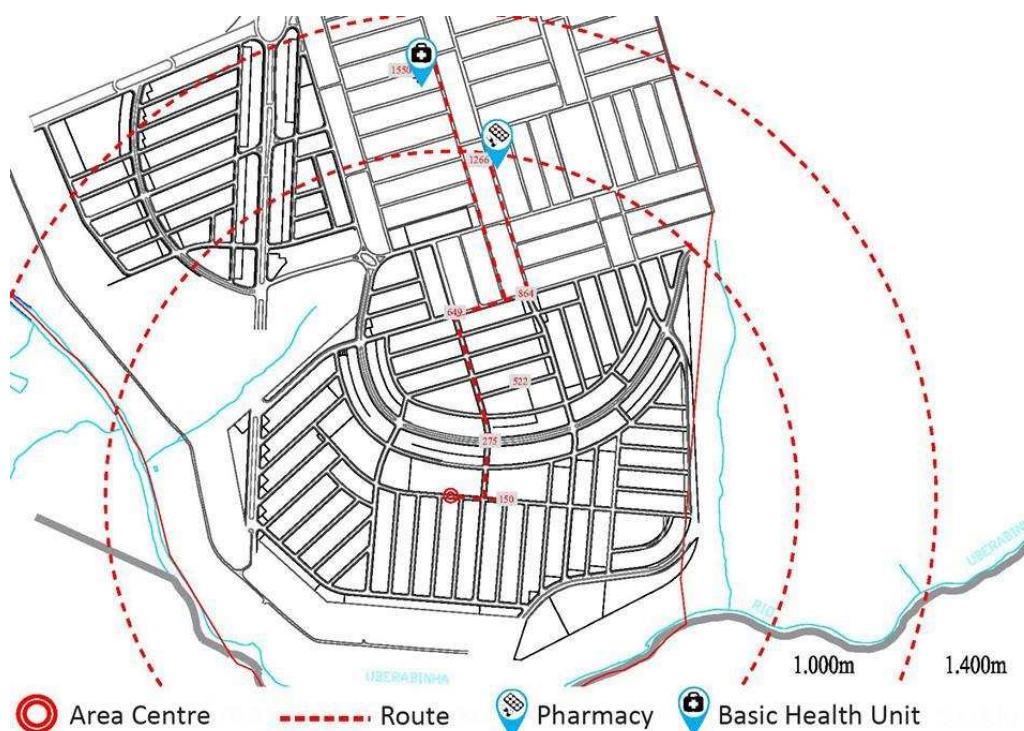 1550
1266
864
649
522
275
150
UBERABINHA
RIO
UBERABINHA
1.000m 1.400m
Area Centre Route Pharmacy Basic Health Unit